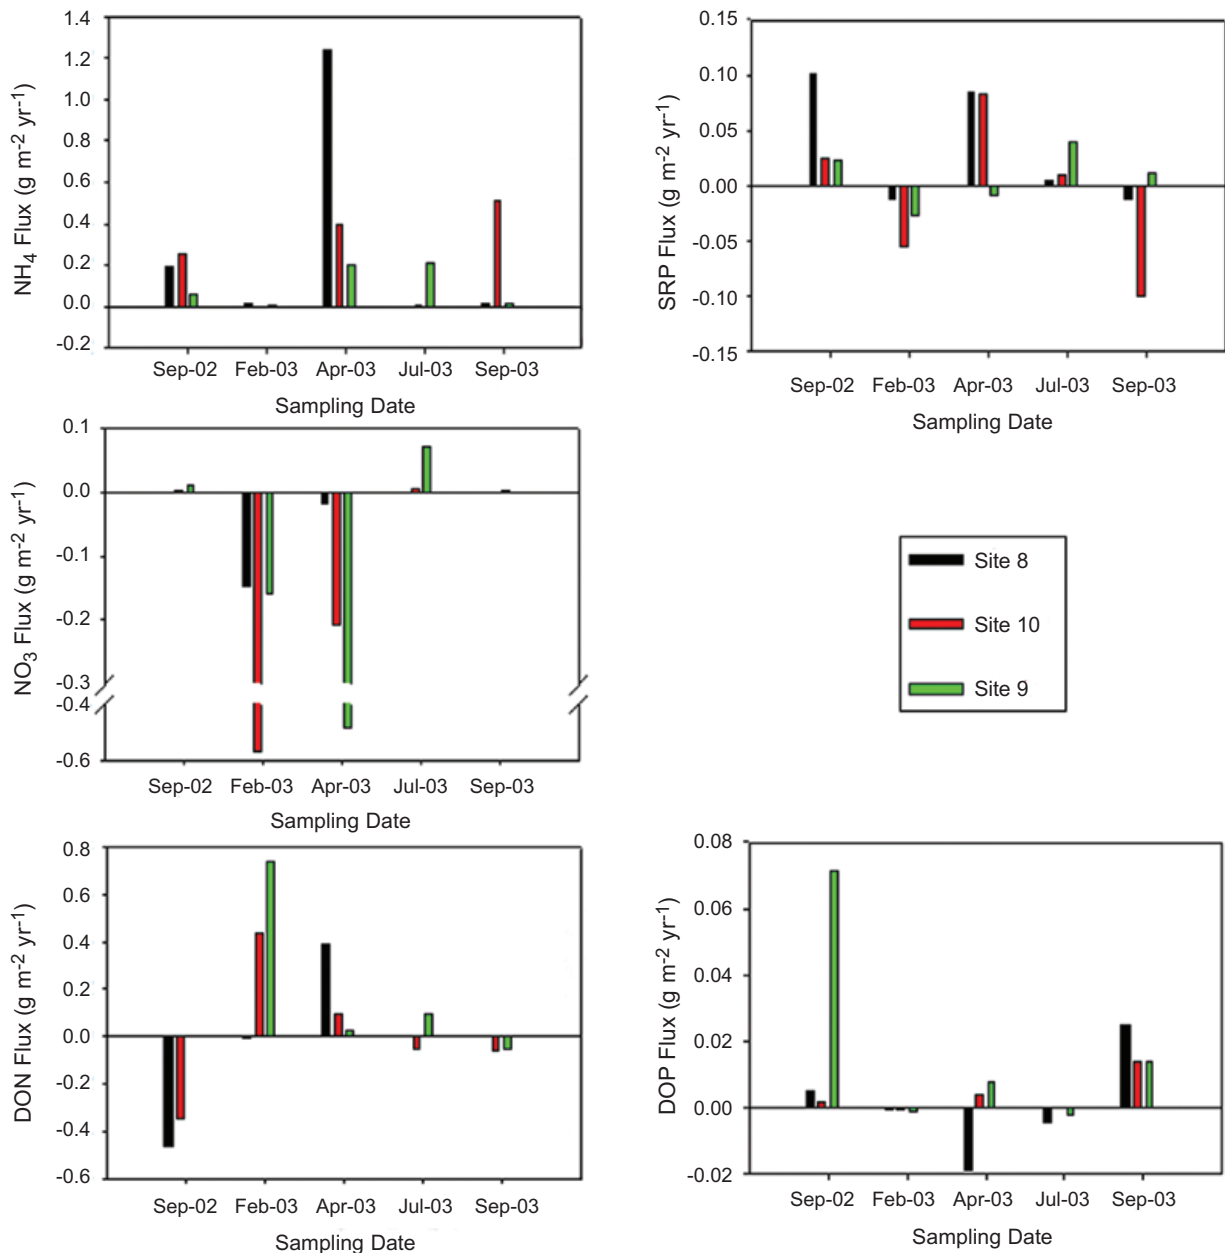 1.4
1.2
1.0
0.8
0.6
0.4
0.2
0.0
-0.2
NH4 Flux (g m-2 yr-1)
Sep-02 Feb-03 Apr-03 Jul-03 Sep-03
Sampling Date
0.15
0.10
0.05
0.00
-0.05
-0.10
-0.15
SRP Flux (g m-2 yr-1)
Sep-02 Feb-03 Apr-03 Jul-03 Sep-03
Sampling Date
0.1
0.0
-0.1
-0.2
-0.3
-0.4
-0.6
NO3 Flux (g m-2 yr-1)
Sep-02 Feb-03 Apr-03 Jul-03 Sep-03
Sampling Date
Site 8
Site 10
Site 9
0.8
0.6
0.4
0.2
0.0
-0.2
-0.4
-0.6
DON Flux (g m-2 yr-1)
Sep-02 Feb-03 Apr-03 Jul-03 Sep-03
Sampling Date
0.08
0.06
0.04
0.02
0.00
-0.02
DOP Flux (g m-2 yr-1)
Sep-02 Feb-03 Apr-03 Jul-03 Sep-03
Sampling Date